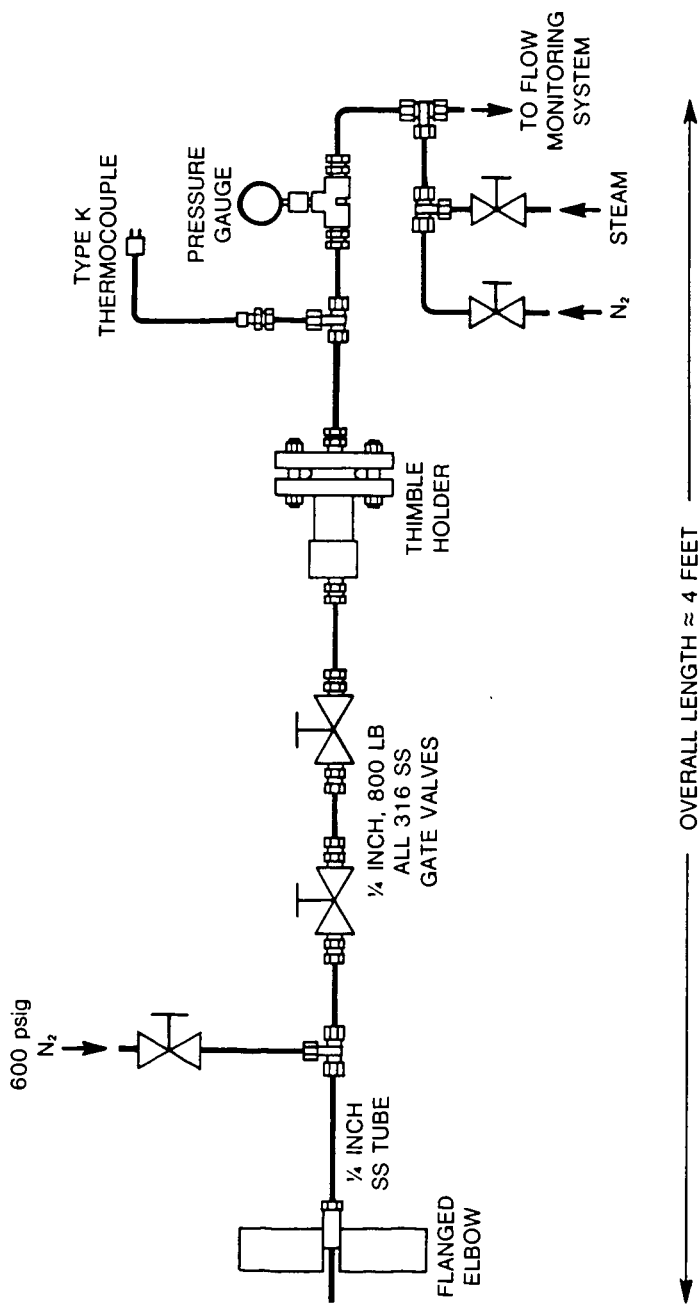 600 psig
N₂
FLANGED
ELBOW
¼ INCH
SS TUBE
¼ INCH, 800 LB
ALL 316 SS
GATE VALVES
THIMBLE
HOLDER
TYPE K
THERMOCOUPLE
PRESSURE
GAUGE
N₂
STEAM
TO FLOW
MONITORING
SYSTEM
OVERALL LENGTH ≈ 4 FEET